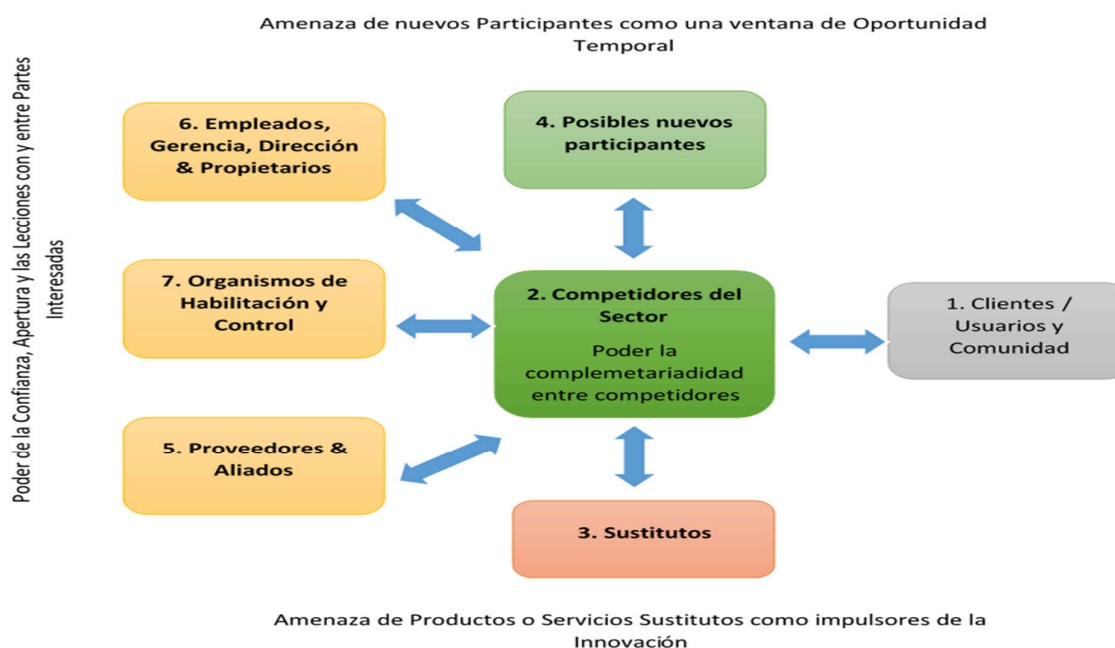 Amenaza de nuevos Participantes como una ventana de Oportunidad
Temporal
Poder de la Confianza, Apertura y las Lecciones con y entre Partes
Interesadas
6. Empleados,
Gerencia, Dirección
& Propietarios
4. Posibles nuevos
participantes
7. Organismos de
Habilitación y
Control
2. Competidores del
Sector
Poder la
complemetariadidad
entre competidores
1. Clientes /
Usuarios y
Comunidad
5. Proveedores &
Aliados
3. Sustitutos
Amenaza de Productos o Servicios Sustitutos como impulsores de la
Innovación